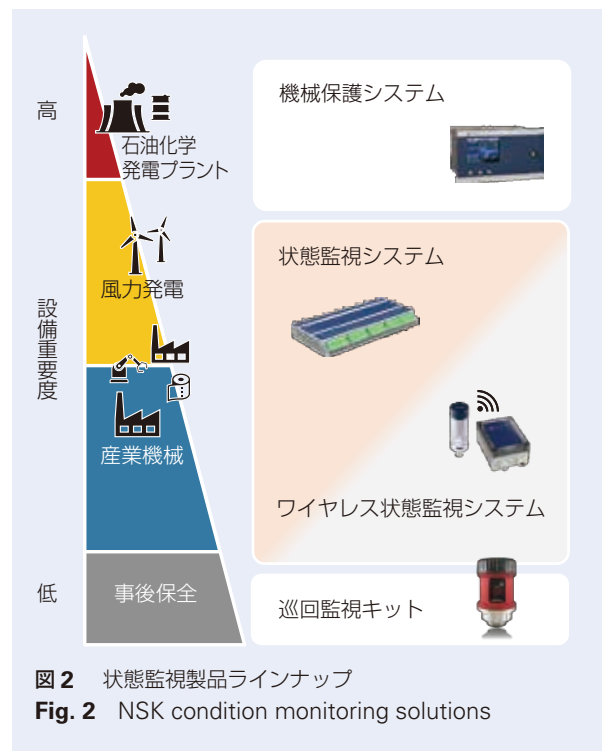 高
石油化学
発電プラント
機械保護システム
設備重要度
風力発電
状態監視システム
産業機械
ワイヤレス状態監視システム
低
事後保全
巡回監視キット
図2 状態監視製品ラインナップ
Fig. 2 NSK condition monitoring solutions